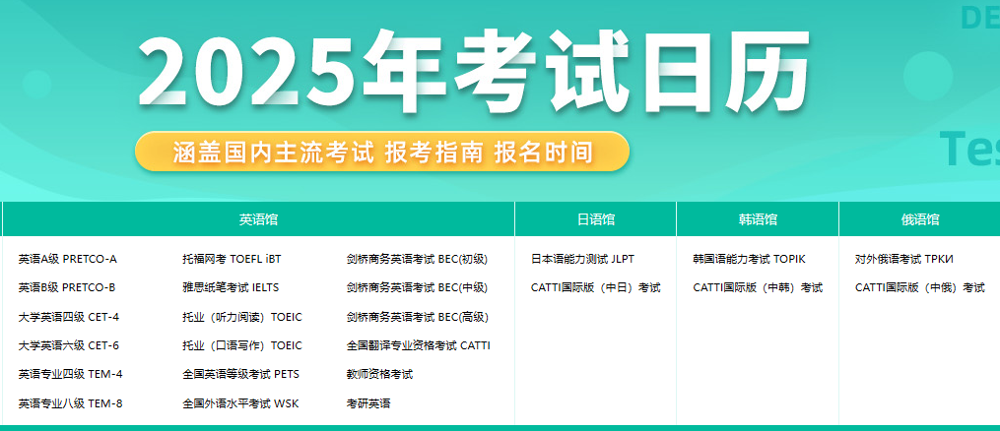 DE
2025年考试日历
涵盖国内主流考试 报考指南 报名时间
Tes
英语馆 日语馆 韩语馆 俄语馆
英语A级 PRETCO-A 托福网考 TOEFL iBT 剑桥商务英语考试 BEC(初级) 日本语能力测试 JLPT 韩国语能力考试 TOPIK 对外俄语考试 ТРКИ
英语B级 PRETCO-B 雅思纸笔考试 IELTS 剑桥商务英语考试 BEC(中级) CATTI国际版（中日）考试 CATTI国际版（中韩）考试 CATTI国际版（中俄）考试
大学英语四级 CET-4 托业（听力阅读）TOEIC 剑桥商务英语考试 BEC(高级)
大学英语六级 CET-6 托业（口语写作）TOEIC 全国翻译专业资格考试 CATTI
英语专业四级 TEM-4 全国英语等级考试 PETS 教师资格考试
英语专业八级 TEM-8 全国外语水平考试 WSK 考研英语